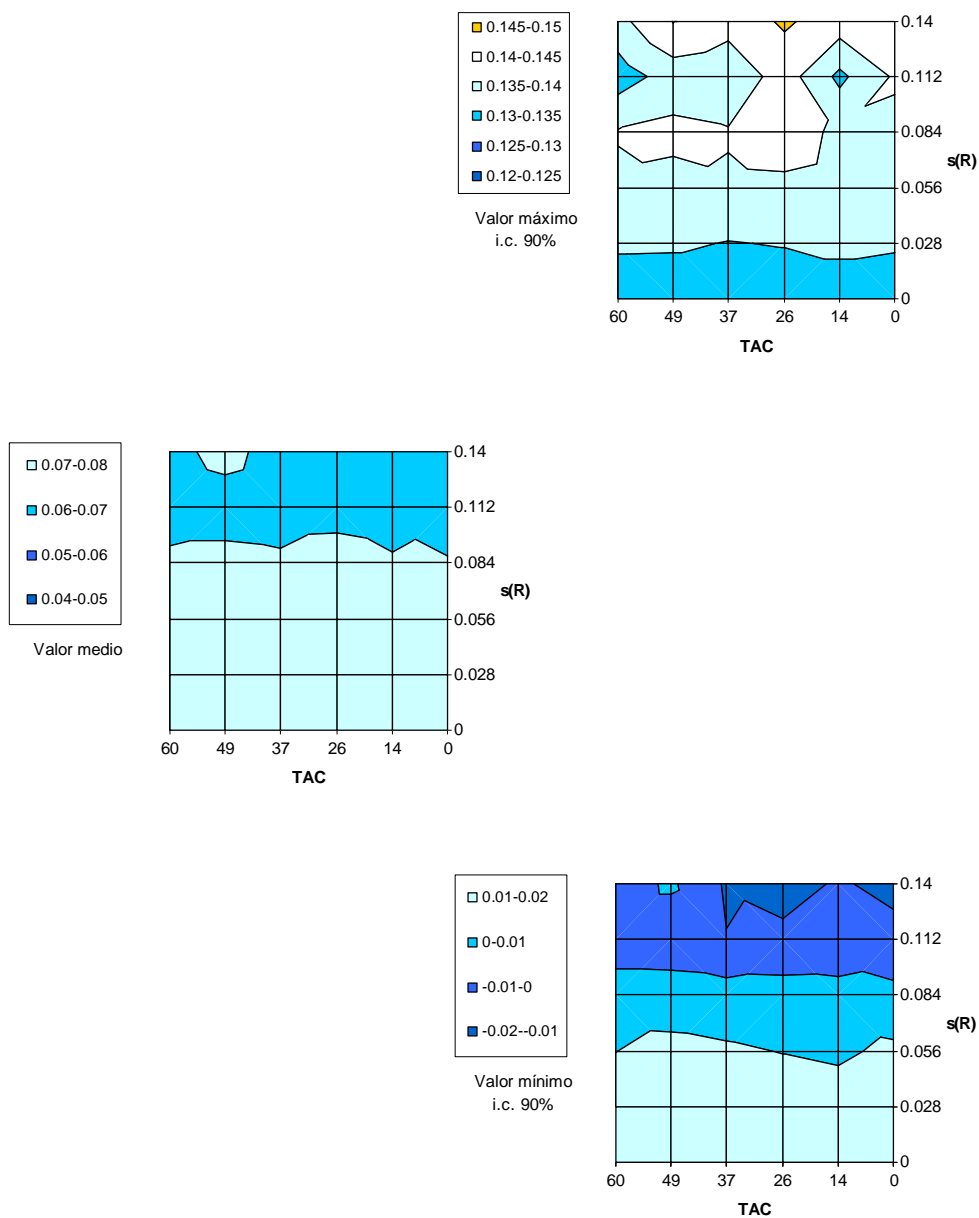 0.145-0.15
0.14-0.145
0.135-0.14
0.13-0.135
0.125-0.13
0.12-0.125
Valor máximo
i.c. 90%
0.14
0.112
0.084
0.056
0.028
0
s(R)
60 49 37 26 14 0
TAC
0.07-0.08
0.06-0.07
0.05-0.06
0.04-0.05
Valor medio
0.14
0.112
0.084
0.056
0.028
0
s(R)
60 49 37 26 14 0
TAC
0.01-0.02
0-0.01
-0.01-0
-0.02--0.01
Valor mínimo
i.c. 90%
0.14
0.112
0.084
0.056
0.028
0
s(R)
60 49 37 26 14 0
TAC